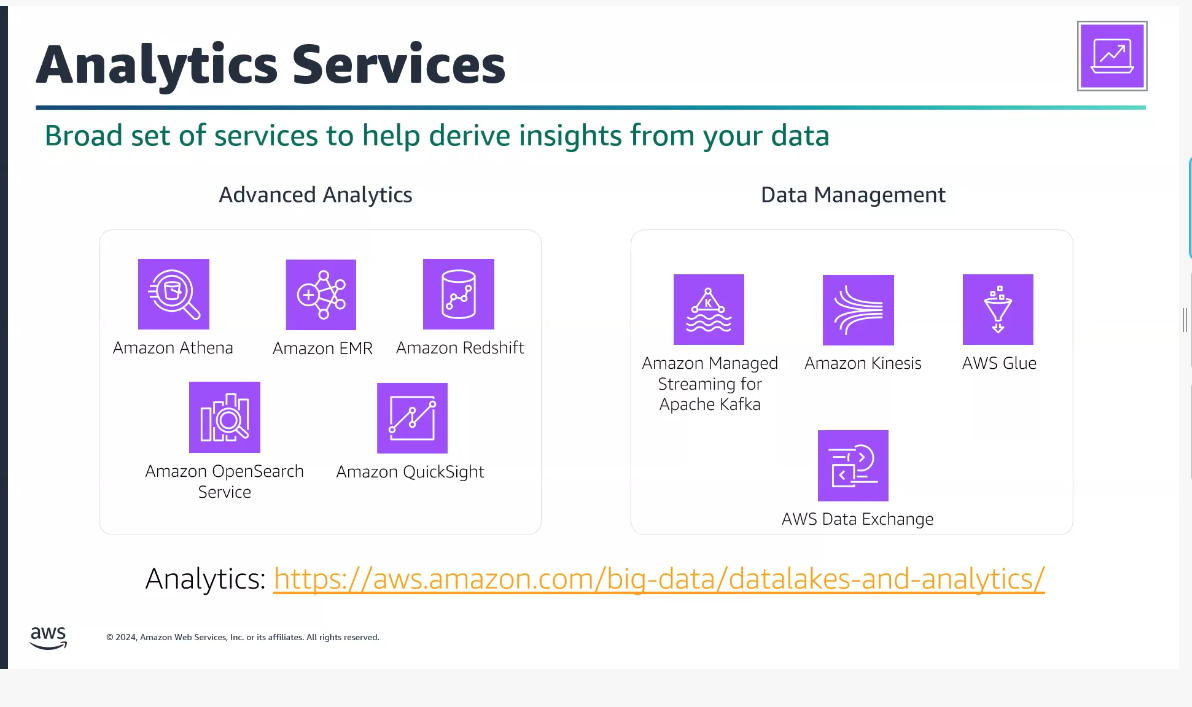 Analytics Services
Broad set of services to help derive insights from your data
Advanced Analytics
Amazon Athena
Amazon EMR
Amazon Redshift
Amazon OpenSearch
Service
Amazon QuickSight
Data Management
K
Amazon Managed
Streaming for
Apache Kafka
Amazon Kinesis
AWS Glue
AWS Data Exchange
Analytics: https://aws.amazon.com/big-data/datalakes-and-analytics/
aws
© 2024, Amazon Web Services, Inc. or its affiliates. All rights reserved.